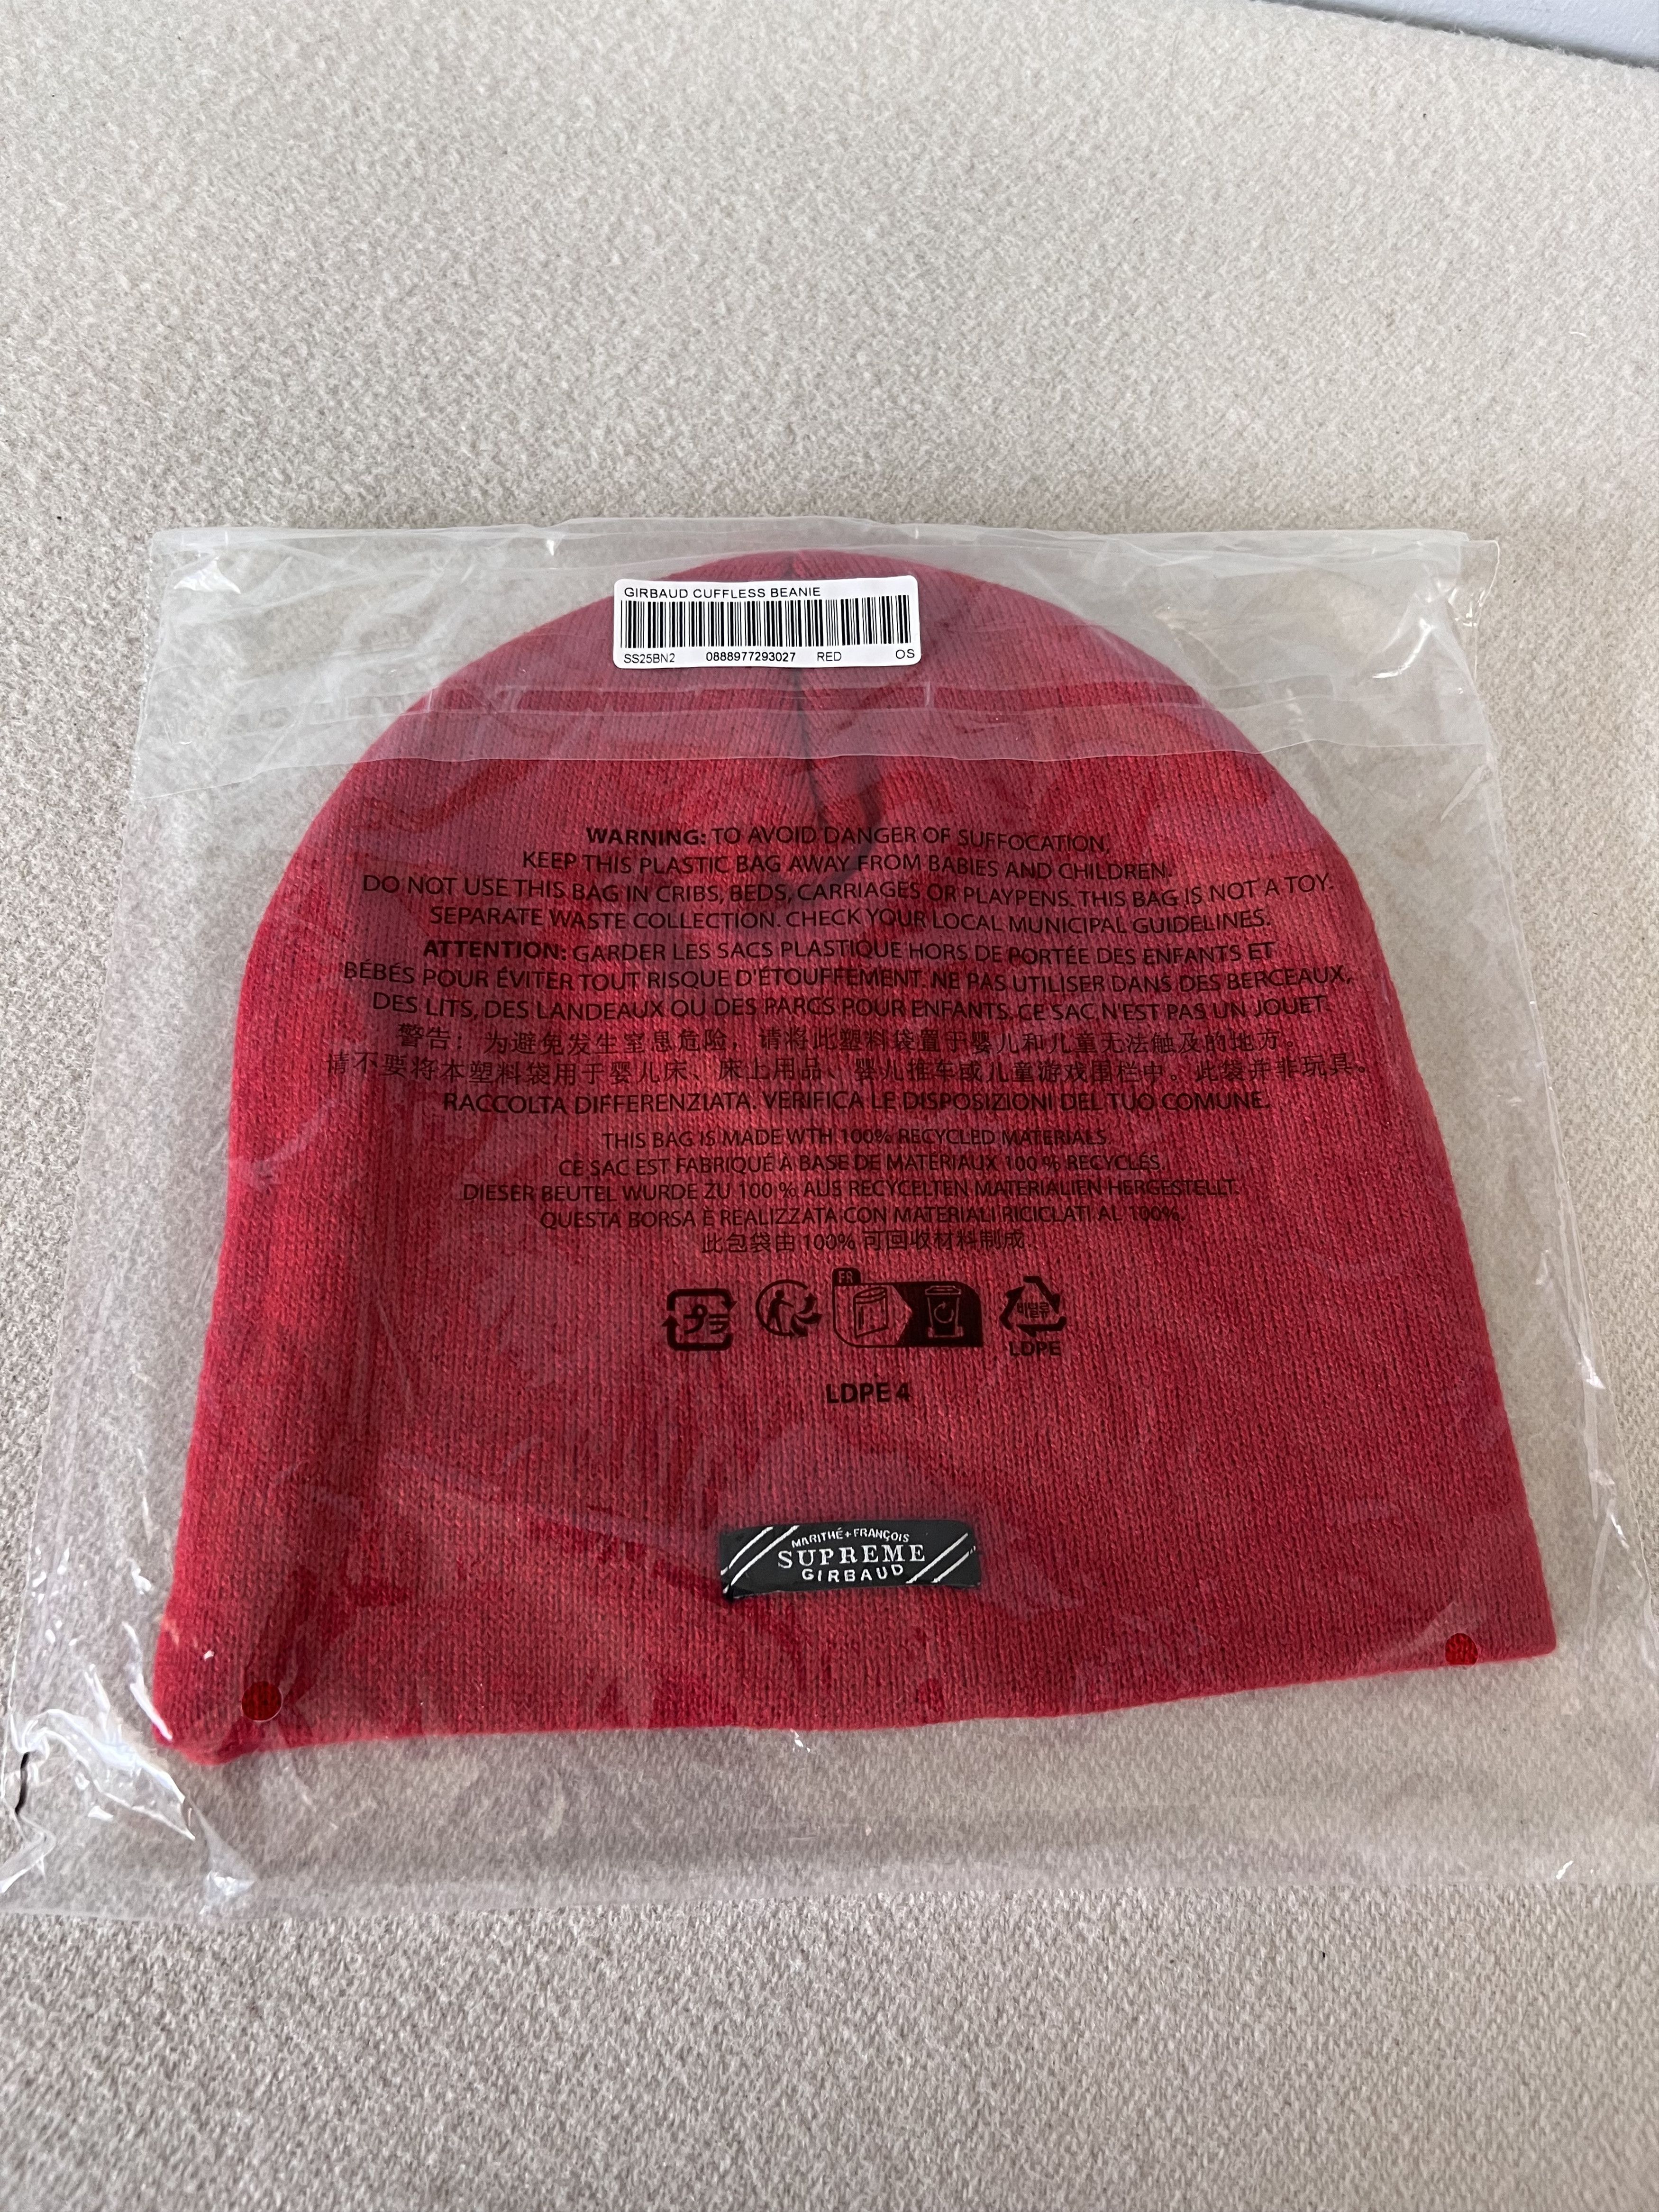 GIRBAUD CUFFLESS BEANIE
SS25BN2 0888977293027 RED OS
WARNING: TO AVOID DANGER OF SUFFOCATION,
KEEP THIS PLASTIC BAG AWAY FROM BABIES AND CHILDREN.
DO NOT USE THIS BAG IN CRIBS, BEDS, CARRIAGES OR PLAYPENS. THIS BAG IS NOT A TOY.
SEPARATE WASTE COLLECTION. CHECK YOUR LOCAL MUNICIPAL GUIDELINES.
ATTENTION: GARDER LES SACS PLASTIQUE HORS DE PORTÉE DES ENFANTS ET
BÉBÉS POUR ÉVITER TOUT RISQUE D'ÉTOUFFEMENT. NE PAS UTILISER DANS DES BERCEAUX,
DES LITS, DES LANDEAUX OU DES PARCS POUR ENFANTS. CE SAC N'EST PAS UN JOUET.
警告：为避免发生窒息危险，请将此塑料袋置于婴儿和儿童无法触及的地方。
请不要将本塑料袋用于婴儿床、床上用品、婴儿推车或儿童游戏围栏中。此袋并非玩具。
RACCOLTA DIFFERENZIATA. VERIFICA LE DISPOSIZIONI DEL TUO COMUNE.
THIS BAG IS MADE WTH 100% RECYCLED MATERIALS.
CE SAC EST FABRIQUÉ À BASE DE MATÉRIAUX 100 % RECYCLÉS.
DIESER BEUTEL WURDE ZU 100 % AUS RECYCELTEN MATERIALIEN HERGESTELLT.
QUESTA BORSA È REALIZZATA CON MATERIALI RICICLATI AL 100%.
此包袋由 100% 可回收材料制成
FR
プラ
비닐류
LDPE
LDPE 4
MARITHÉ + FRANÇOIS
SUPREME
GIRBAUD